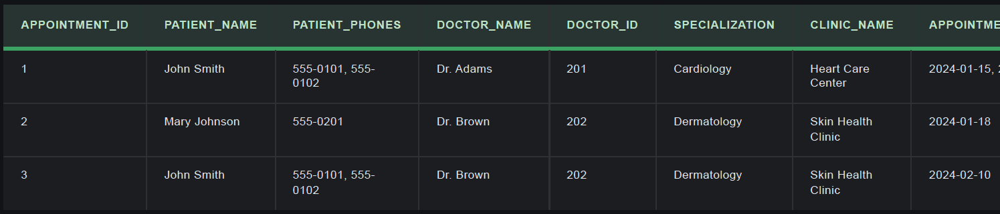 APPOINTMENT_ID PATIENT_NAME PATIENT_PHONES DOCTOR_NAME DOCTOR_ID SPECIALIZATION CLINIC_NAME APPOINTME
1 John Smith 555-0101, 555- Dr. Adams 201 Cardiology Heart Care 2024-01-15,
0102 Center
2 Mary Johnson 555-0201 Dr. Brown 202 Dermatology Skin Health 2024-01-18
Clinic
3 John Smith 555-0101, 555- Dr. Brown 202 Dermatology Skin Health 2024-02-10
0102 Clinic